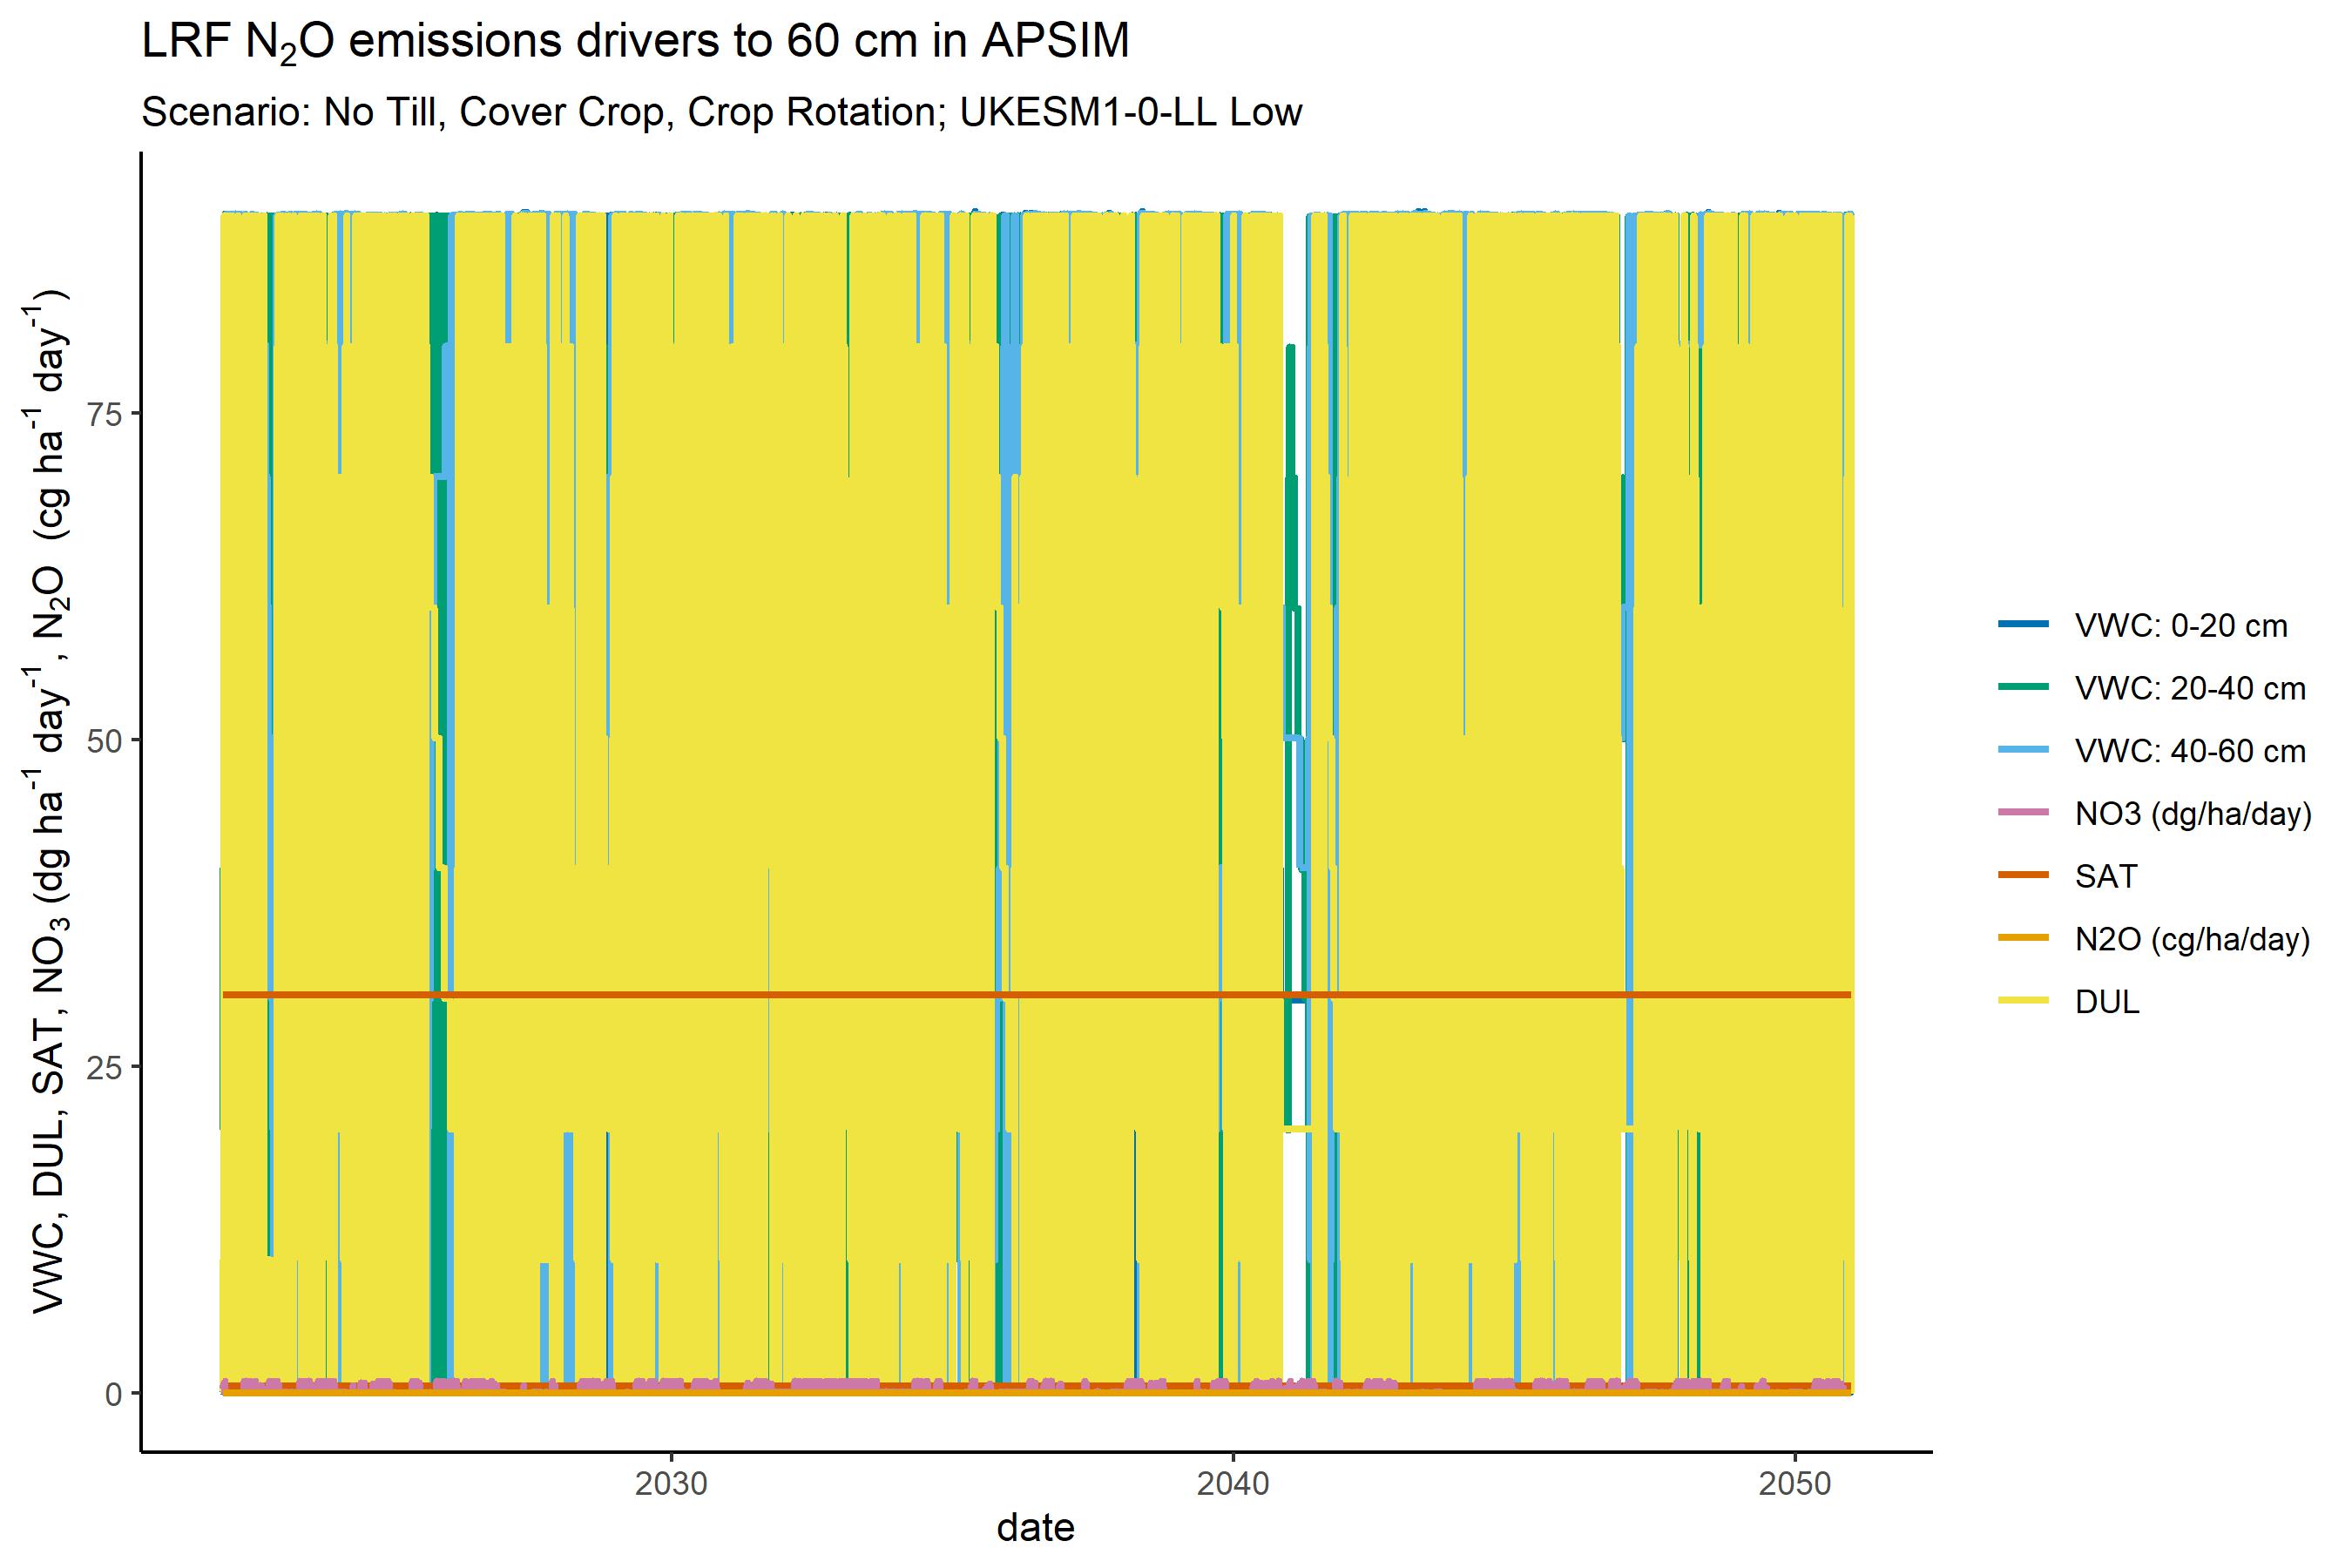 LRF N₂O emissions drivers to 60 cm in APSIM
Scenario: No Till, Cover Crop, Crop Rotation; UKESM1-0-LL Low
VWC, DUL, SAT, NO₃ (dg ha⁻¹ day⁻¹, N₂O (cg ha⁻¹ day⁻¹)
75
50
25
0
2030
2040
2050
date
VWC: 0-20 cm
VWC: 20-40 cm
VWC: 40-60 cm
NO3 (dg/ha/day)
SAT
N2O (cg/ha/day)
DUL